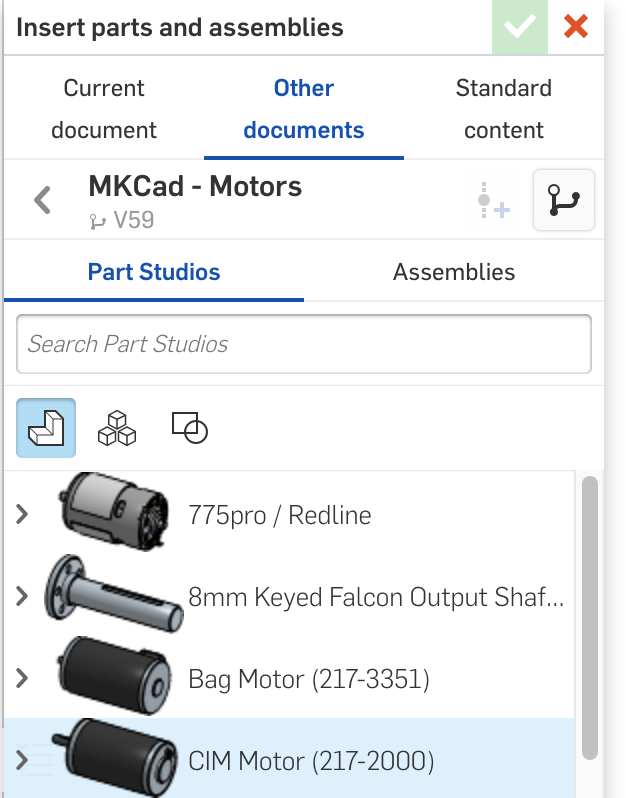 Insert parts and assemblies
Current document
Other documents
Standard content
MKCad - Motors
V59
Part Studios
Assemblies
Search Part Studios
775pro / Redline
8mm Keyed Falcon Output Shaf...
Bag Motor (217-3351)
CIM Motor (217-2000)